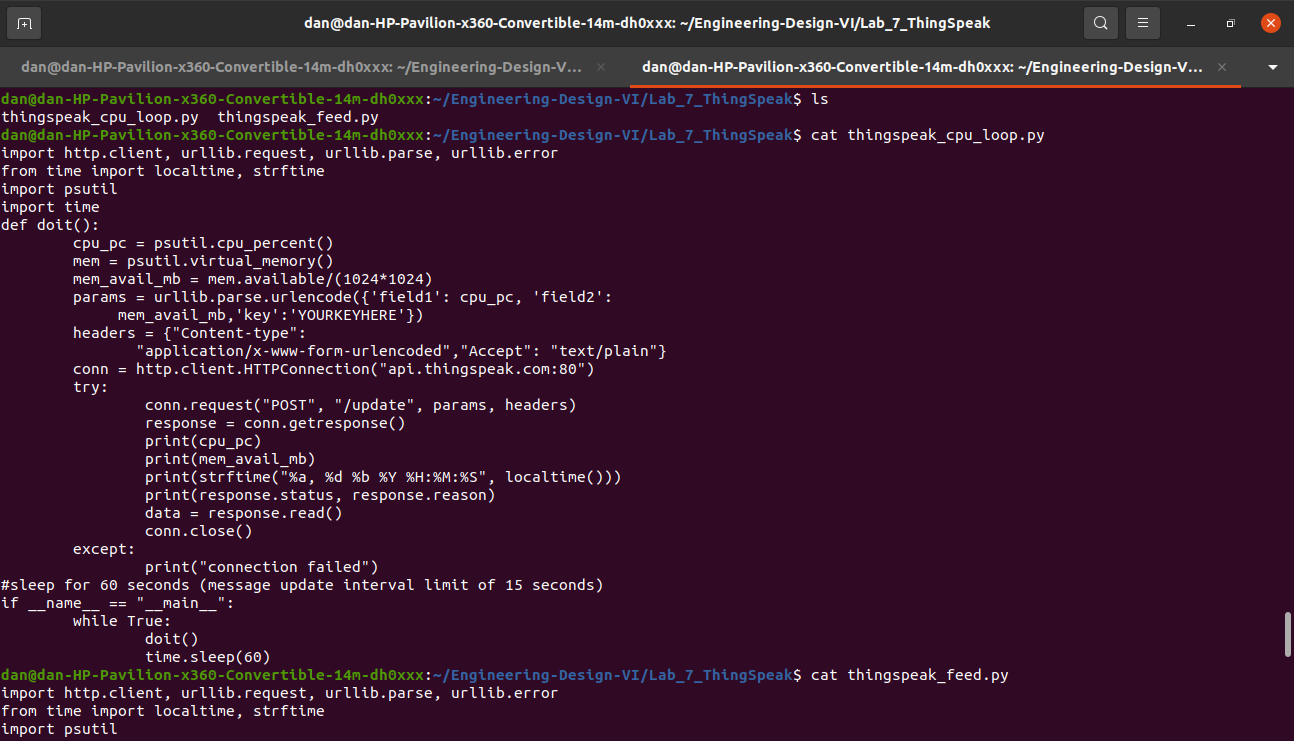 dan@dan-HP-Pavilion-x360-Convertible-14m-dh0xxx: ~/Engineering-Design-VI/Lab_7_ThingSpeak
dan@dan-HP-Pavilion-x360-Convertible-14m-dh0xxx: ~/Engineering-Design-V... × dan@dan-HP-Pavilion-x360-Convertible-14m-dh0xxx: ~/Engineering-Design-V... ×
dan@dan-HP-Pavilion-x360-Convertible-14m-dh0xxx:~/Engineering-Design-VI/Lab_7_ThingSpeak$ ls
thingspeak_cpu_loop.py  thingspeak_feed.py
dan@dan-HP-Pavilion-x360-Convertible-14m-dh0xxx:~/Engineering-Design-VI/Lab_7_ThingSpeak$ cat thingspeak_cpu_loop.py
import http.client, urllib.request, urllib.parse, urllib.error
from time import localtime, strftime
import psutil
import time
def doit():
        cpu_pc = psutil.cpu_percent()
        mem = psutil.virtual_memory()
        mem_avail_mb = mem.available/(1024*1024)
        params = urllib.parse.urlencode({'field1': cpu_pc, 'field2':
             mem_avail_mb,'key':'YOURKEYHERE'})
        headers = {"Content-type":
               "application/x-www-form-urlencoded","Accept": "text/plain"}
        conn = http.client.HTTPConnection("api.thingspeak.com:80")
        try:
                conn.request("POST", "/update", params, headers)
                response = conn.getresponse()
                print(cpu_pc)
                print(mem_avail_mb)
                print(strftime("%a, %d %b %Y %H:%M:%S", localtime()))
                print(response.status, response.reason)
                data = response.read()
                conn.close()
        except:
                print("connection failed")
#sleep for 60 seconds (message update interval limit of 15 seconds)
if __name__ == "__main__":
        while True:
                doit()
                time.sleep(60)
dan@dan-HP-Pavilion-x360-Convertible-14m-dh0xxx:~/Engineering-Design-VI/Lab_7_ThingSpeak$ cat thingspeak_feed.py
import http.client, urllib.request, urllib.parse, urllib.error
from time import localtime, strftime
import psutil